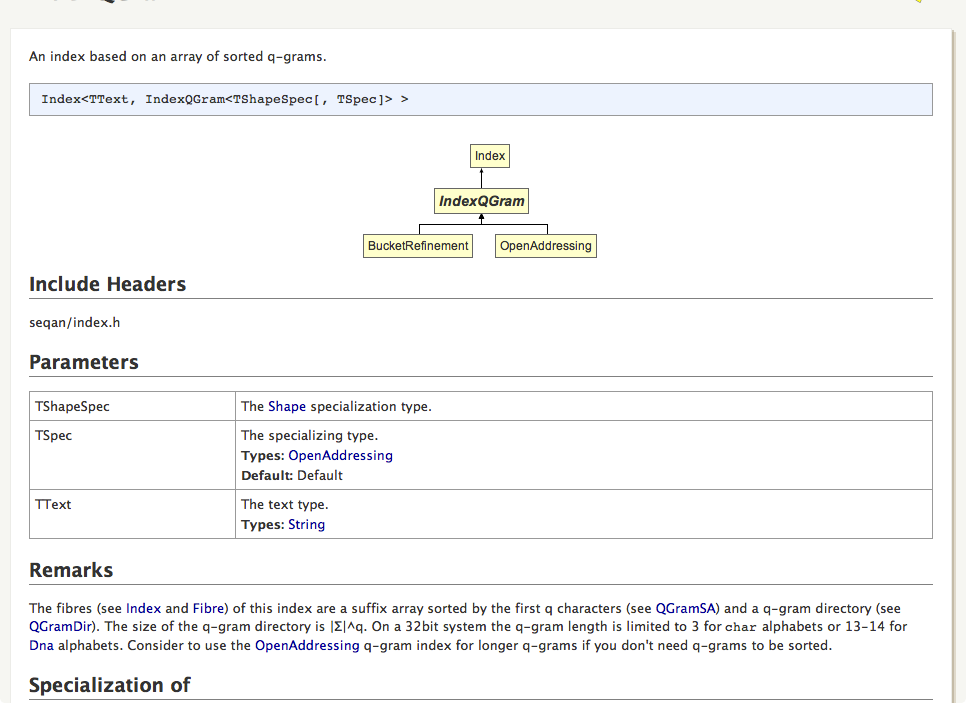 An index based on an array of sorted q-grams.
Index<TText, IndexQGram<TShapeSpec[, TSpec]> >
Index
IndexQGram
BucketRefinement OpenAddressing
Include Headers
seqan/index.h
Parameters
TShapeSpec The Shape specialization type.
TSpec The specializing type.
Types: OpenAddressing
Default: Default
TText The text type.
Types: String
Remarks
The fibres (see Index and Fibre) of this index are a suffix array sorted by the first q characters (see QGramSA) and a q-gram directory (see
QGramDir). The size of the q-gram directory is |Σ|^q. On a 32bit system the q-gram length is limited to 3 for char alphabets or 13-14 for
Dna alphabets. Consider to use the OpenAddressing q-gram index for longer q-grams if you don't need q-grams to be sorted.
Specialization of